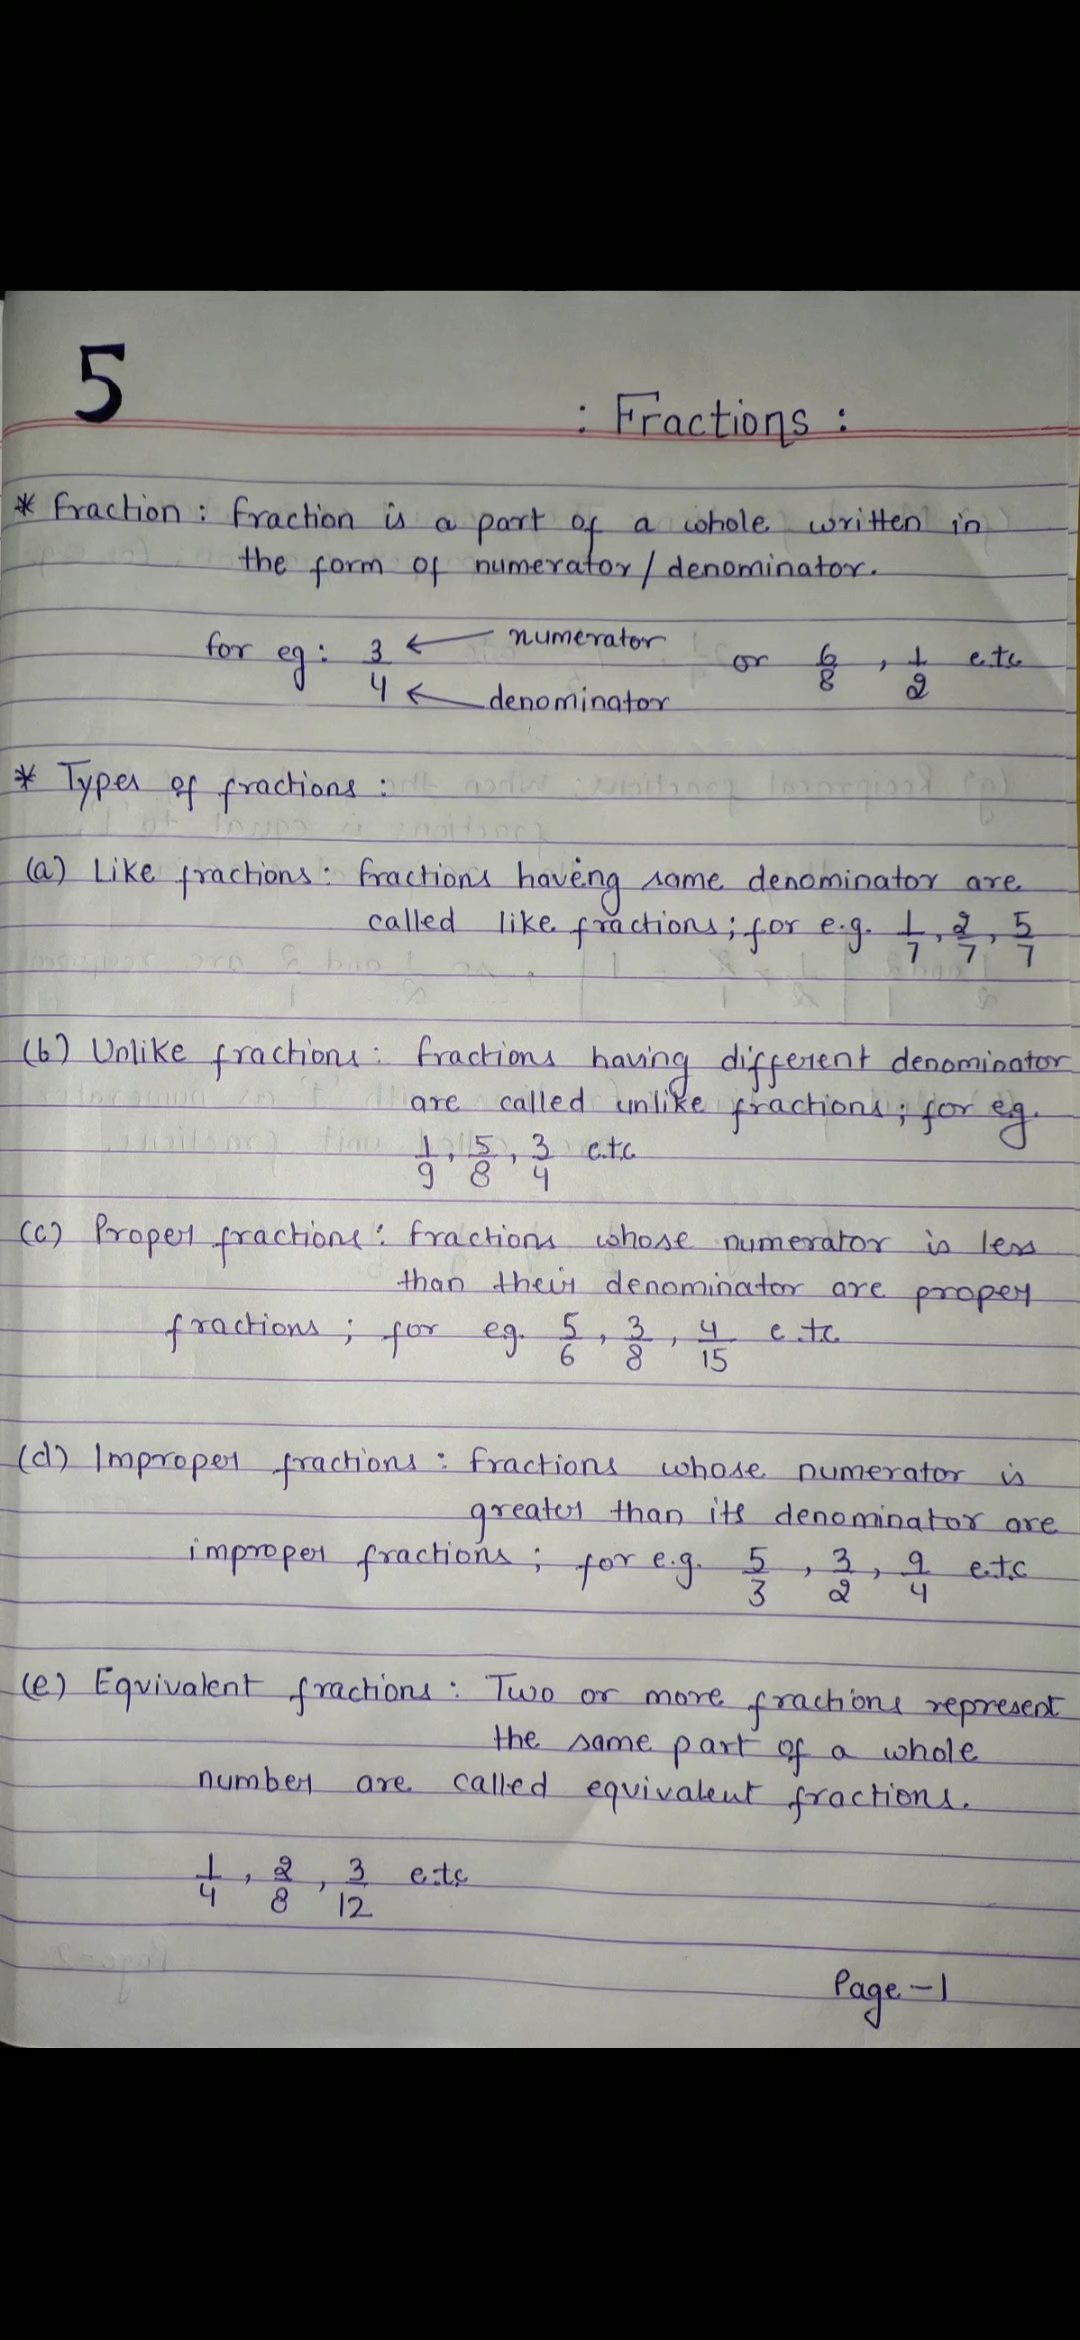 5
: Fractions :
* Fraction : Fraction is a part of a whole written in
the form of numerator/denominator.
for eg : 3/4 ← numerator ← denominator or 6/8 , 1/2 etc
* Types of fractions :
(a) Like fractions : Fractions having same denominator are
called like fractions ; for e.g. 1/7, 2/7, 5/7
(b) Unlike fractions : Fractions having different denominator
are called unlike fractions ; for eg.
1/9, 5/8, 3/4 etc
(c) Proper fractions : Fractions whose numerator is less
than their denominator are proper
fractions ; for eg. 5/6 , 3/8 , 4/15 etc
(d) Improper fractions : Fractions whose numerator is
greater than its denominator are
improper fractions ; for e.g. 5/3 , 3/2 , 9/4 etc
(e) Equivalent fractions : Two or more fractions represent
the same part of a whole
number are called equivalent fractions.
1/4 , 2/8 , 3/12 etc
Page-1